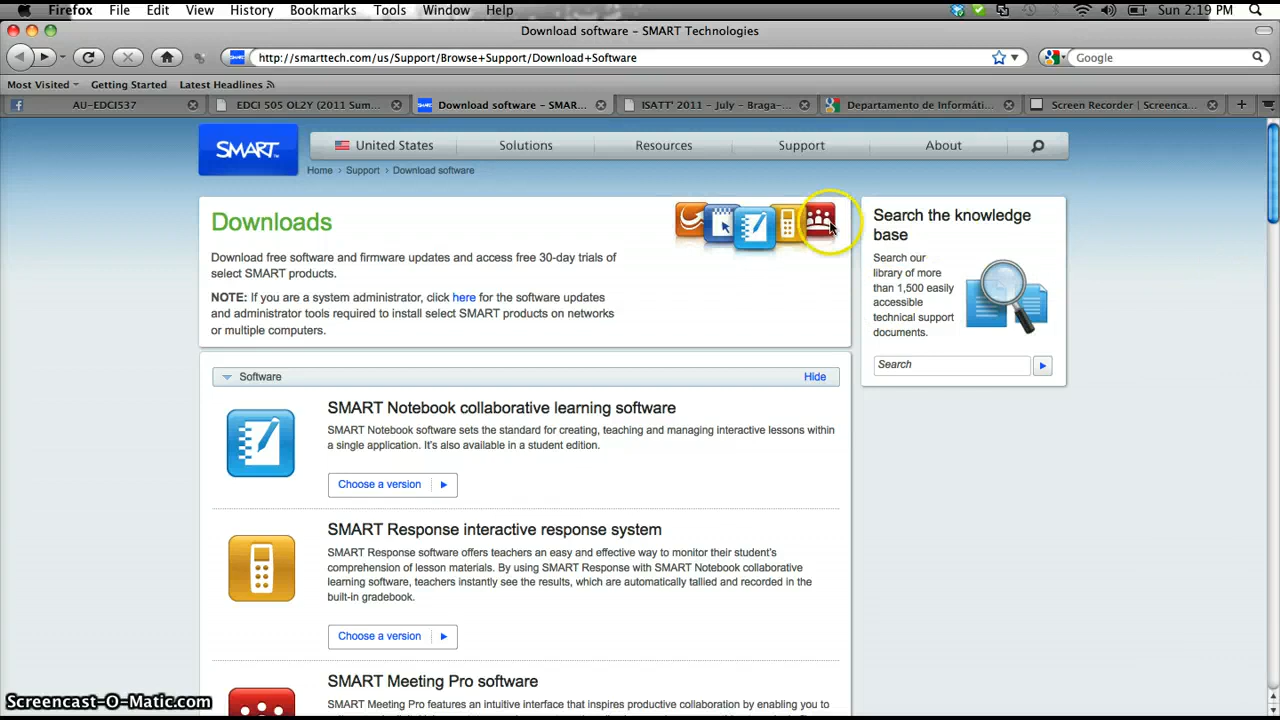 Firefox File Edit View History Bookmarks Tools Window Help Sun 2:19 PM
Download software – SMART Technologies
http://smarttech.com/us/Support/Browse+Support/Download+Software
Google
Most Visited Getting Started Latest Headlines
AU-EDCI537
EDCI 505 OL2Y (2011 Sum...
Download software – SMAR...
ISATT' 2011 - July - Braga-...
Departamento de Informáti...
Screen Recorder | Screenca...
SMART™
United States Solutions Resources Support About
Home > Support > Download software
Downloads
Download free software and firmware updates and access free 30-day trials of
select SMART products.
NOTE: If you are a system administrator, click here for the software updates
and administrator tools required to install select SMART products on networks
or multiple computers.
Search the knowledge
base
Search our
library of more
than 1,500 easily
accessible
technical support
documents.
Search
Software Hide
SMART Notebook collaborative learning software
SMART Notebook software sets the standard for creating, teaching and managing interactive lessons within
a single application. It's also available in a student edition.
Choose a version
SMART Response interactive response system
SMART Response software offers teachers an easy and effective way to monitor their student's
comprehension of lesson materials. By using SMART Response with SMART Notebook collaborative
learning software, teachers instantly see the results, which are automatically tallied and recorded in the
built-in gradebook.
Choose a version
SMART Meeting Pro software
SMART Meeting Pro features an intuitive interface that inspires productive collaboration by enabling you to
Screencast-O-Matic.com